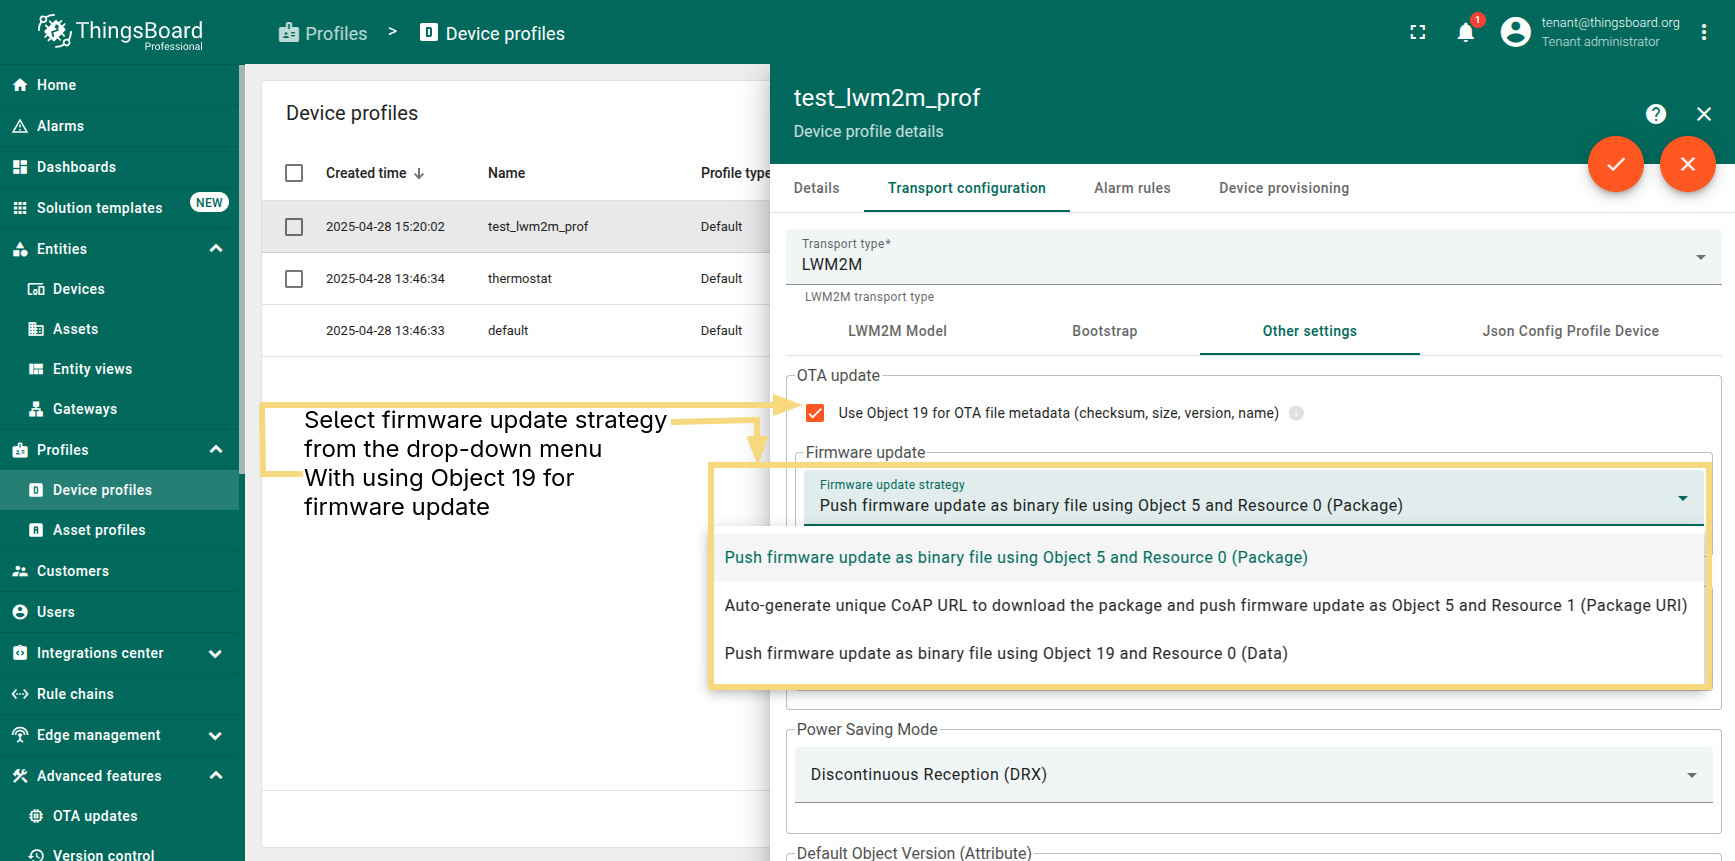 ThingsBoard
Professional
Profiles > Device profiles
1
tenant@thingsboard.org
Tenant administrator
Home
Alarms
Dashboards
Solution templates NEW
Entities
Devices
Assets
Entity views
Gateways
Profiles
Device profiles
Asset profiles
Customers
Users
Integrations center
Rule chains
Edge management
Advanced features
OTA updates
Version control
Device profiles
Created time Name Profile type
2025-04-28 15:20:02 test_lwm2m_prof Default
2025-04-28 13:46:34 thermostat Default
2025-04-28 13:46:33 default Default
Select firmware update strategy
from the drop-down menu
With using Object 19 for
firmware update
test_lwm2m_prof
Device profile details
Details Transport configuration Alarm rules Device provisioning
Transport type*
LWM2M
LWM2M transport type
LWM2M Model Bootstrap Other settings Json Config Profile Device
OTA update
Use Object 19 for OTA file metadata (checksum, size, version, name)
Firmware update
Firmware update strategy
Push firmware update as binary file using Object 5 and Resource 0 (Package)
Push firmware update as binary file using Object 5 and Resource 0 (Package)
Auto-generate unique CoAP URL to download the package and push firmware update as Object 5 and Resource 1 (Package URI)
Push firmware update as binary file using Object 19 and Resource 0 (Data)
Power Saving Mode
Discontinuous Reception (DRX)
Default Object Version (Attribute)